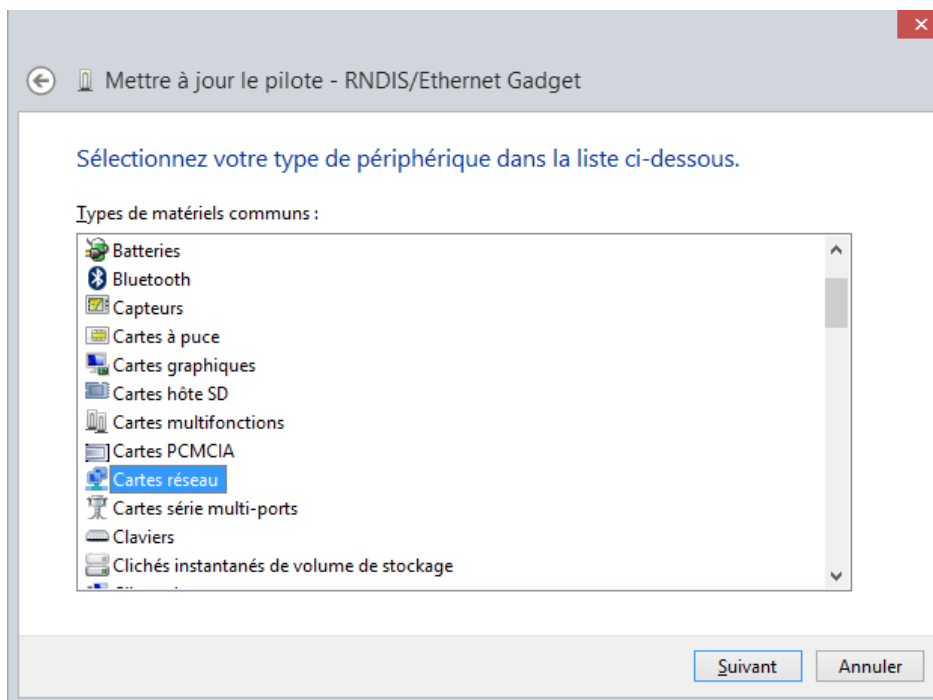 Mettre à jour le pilote - RNDIS/Ethernet Gadget
Sélectionnez votre type de périphérique dans la liste ci-dessous.
Types de matériels communs :
Batteries
Bluetooth
Capteurs
Cartes à puce
Cartes graphiques
Cartes hôte SD
Cartes multifonctions
Cartes PCMCIA
Cartes réseau
Cartes série multi-ports
Claviers
Clichés instantanés de volume de stockage
Suivant
Annuler